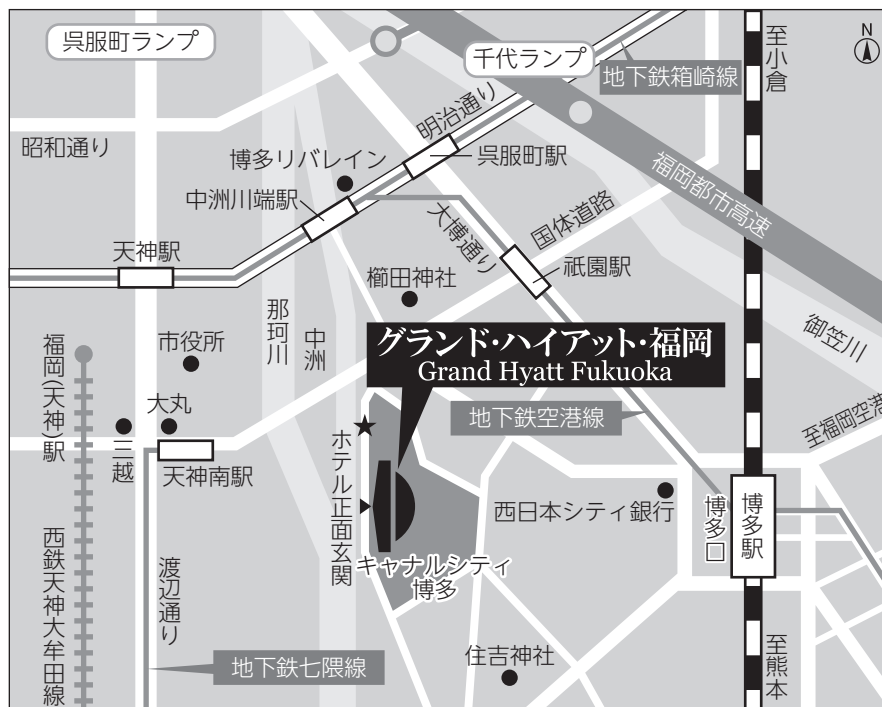 呉服町ランプ
千代ランプ
地下鉄箱崎線
至小倉
N
昭和通り
明治通り
博多リバレイン
呉服町駅
中洲川端駅
大博通り
国体道路
福岡都市高速
天神駅
祇園駅
櫛田神社
那珂川
中洲
御笠川
市役所
グランド・ハイアット・福岡
Grand Hyatt Fukuoka
福岡(天神)駅
大丸
三越
天神南駅
地下鉄空港線
至福岡空港
ホテル正面玄関
西日本シティ銀行
博多口
博多駅
キャナルシティ
博多
西鉄天神大牟田線
渡辺通り
地下鉄七隈線
住吉神社
至熊本